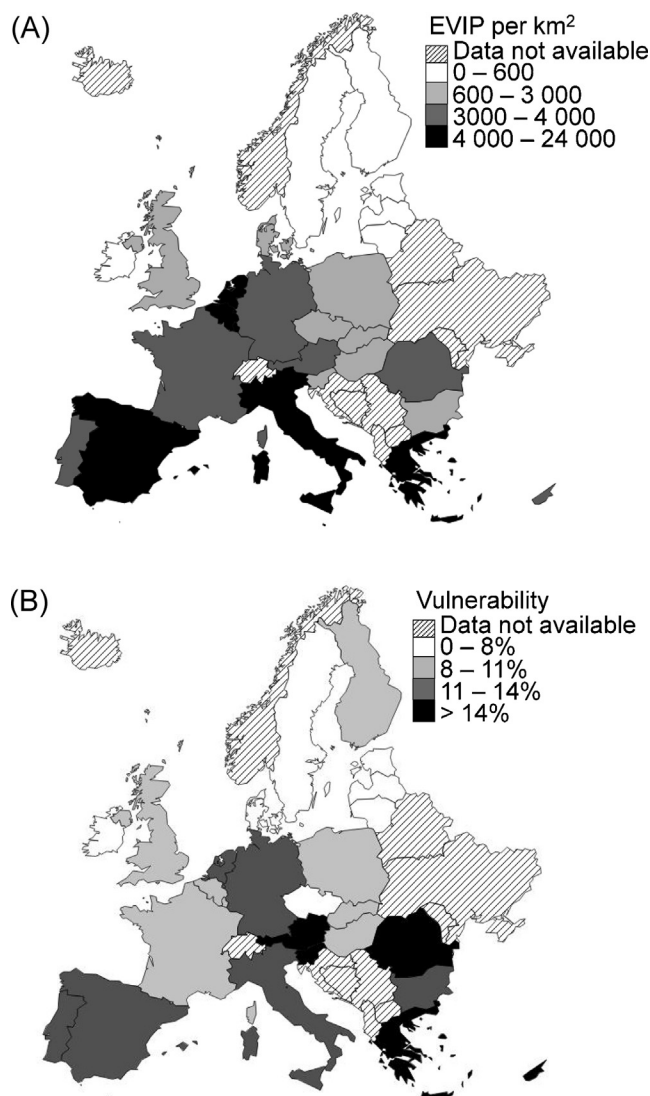 (A)
EVIP per km²
Data not available
0 – 600
600 – 3 000
3000 – 4 000
4 000 – 24 000
(B)
Vulnerability
Data not available
0 – 8%
8 – 11%
11 – 14%
> 14%